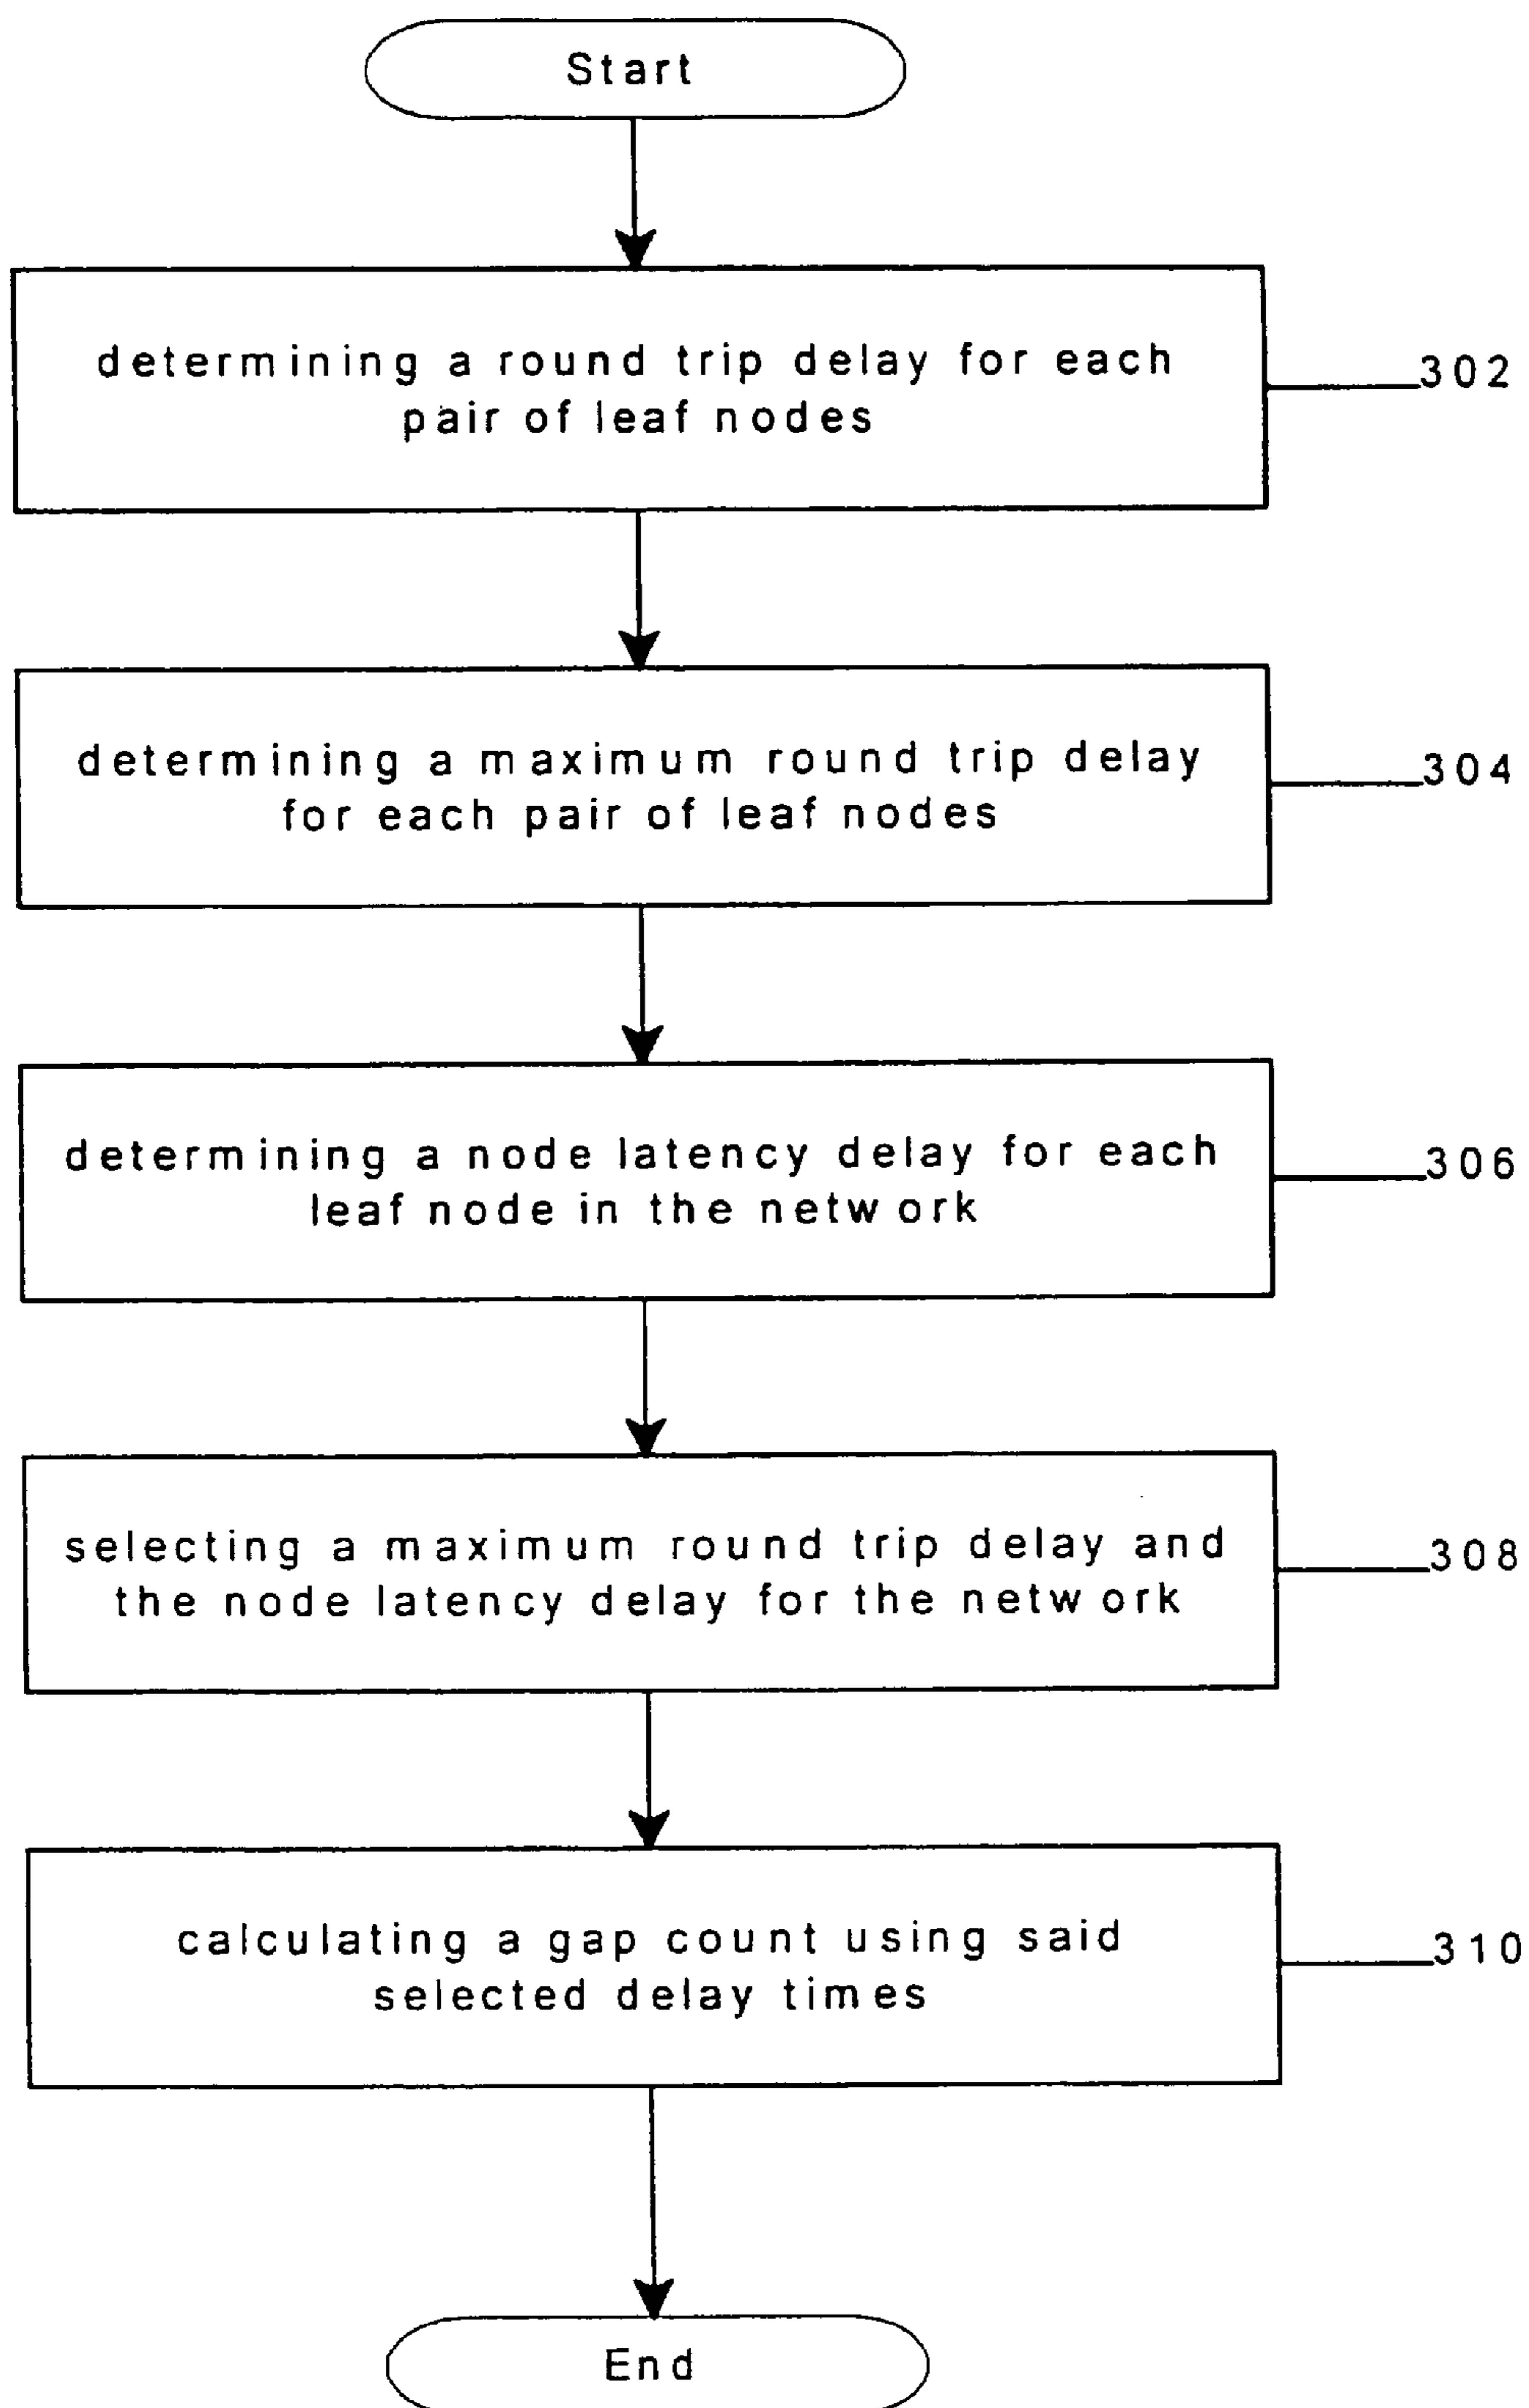 Start
determining a round trip delay for each
pair of leaf nodes
302
determining a maximum round trip delay
for each pair of leaf nodes
304
determining a node latency delay for each
leaf node in the network
306
selecting a maximum round trip delay and
the node latency delay for the network
308
calculating a gap count using said
selected delay times
310
End